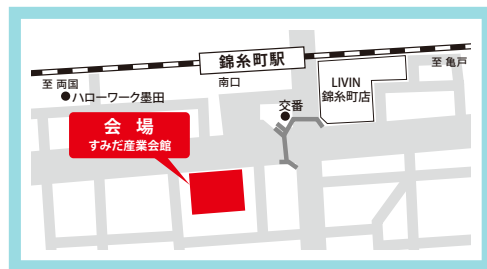 錦糸町駅
至 亀戸
至 両国
南口
LIVIN
錦糸町店
ハローワーク墨田
交番
会 場
すみだ産業会館